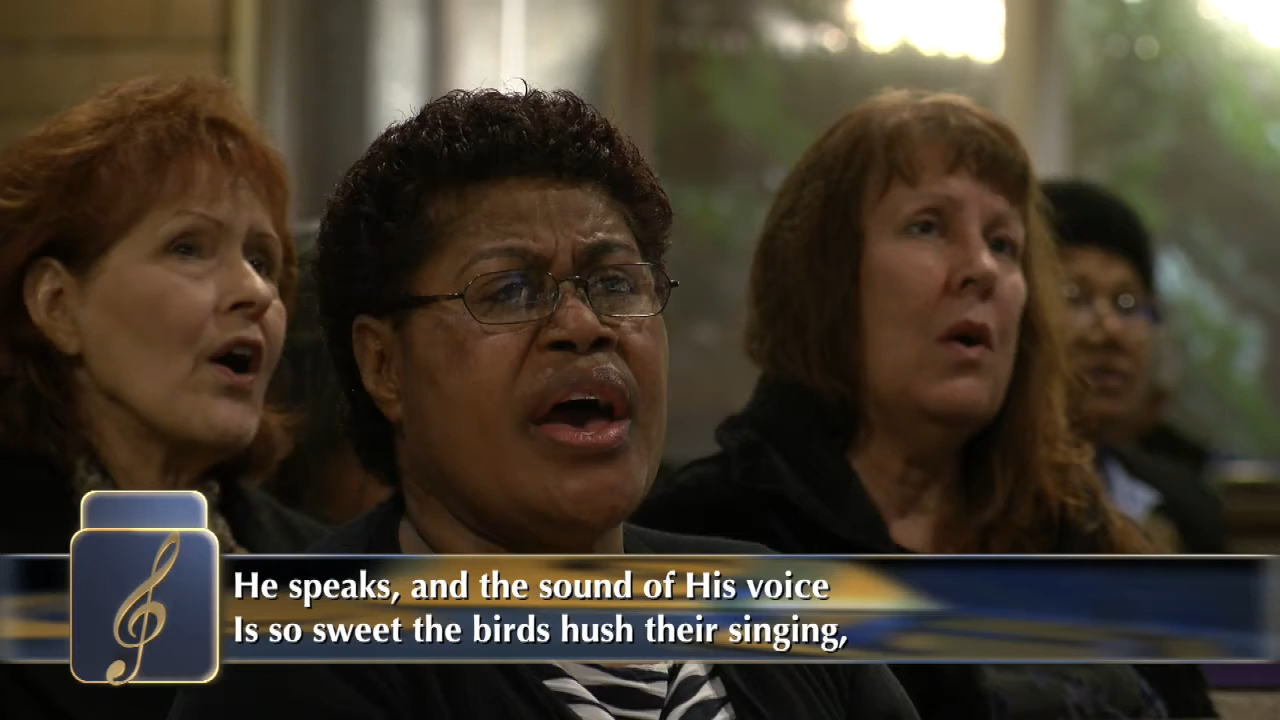 He speaks, and the sound of His voice
Is so sweet the birds hush their singing,